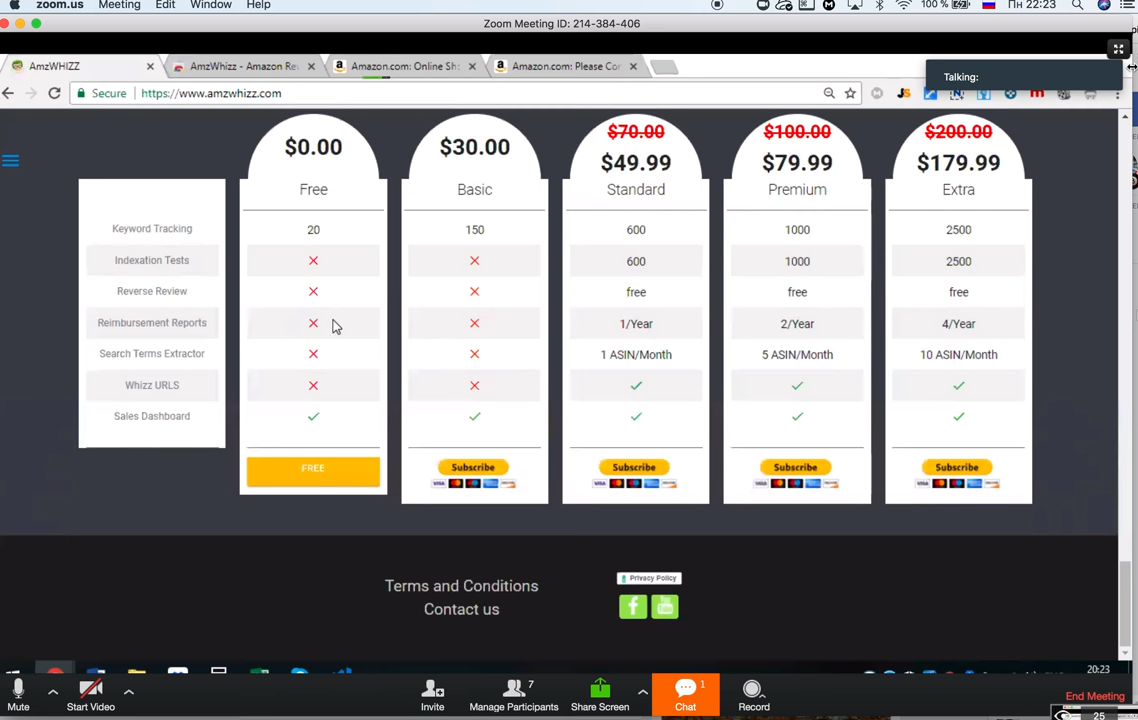 zoom.us Meeting Edit Window Help 100 % Пн 22:23
Zoom Meeting ID: 214-384-406
AmzWHIZZ AmzWhizz - Amazon Re Amazon.com: Online Sh Amazon.com: Please Co
Talking:
Secure https://www.amzwhizz.com
$0.00 $30.00 $70.00 $100.00 $200.00
$49.99 $79.99 $179.99
Free Basic Standard Premium Extra
Keyword Tracking 20 150 600 1000 2500
Indexation Tests 600 1000 2500
Reverse Review free free free
Reimbursement Reports 1/Year 2/Year 4/Year
Search Terms Extractor 1 ASIN/Month 5 ASIN/Month 10 ASIN/Month
Whizz URLS
Sales Dashboard
FREE Subscribe Subscribe Subscribe Subscribe
Terms and Conditions
Contact us
Privacy Policy
20:23
7 1
Mute Start Video Invite Manage Participants Share Screen Chat Record End Meeting
25